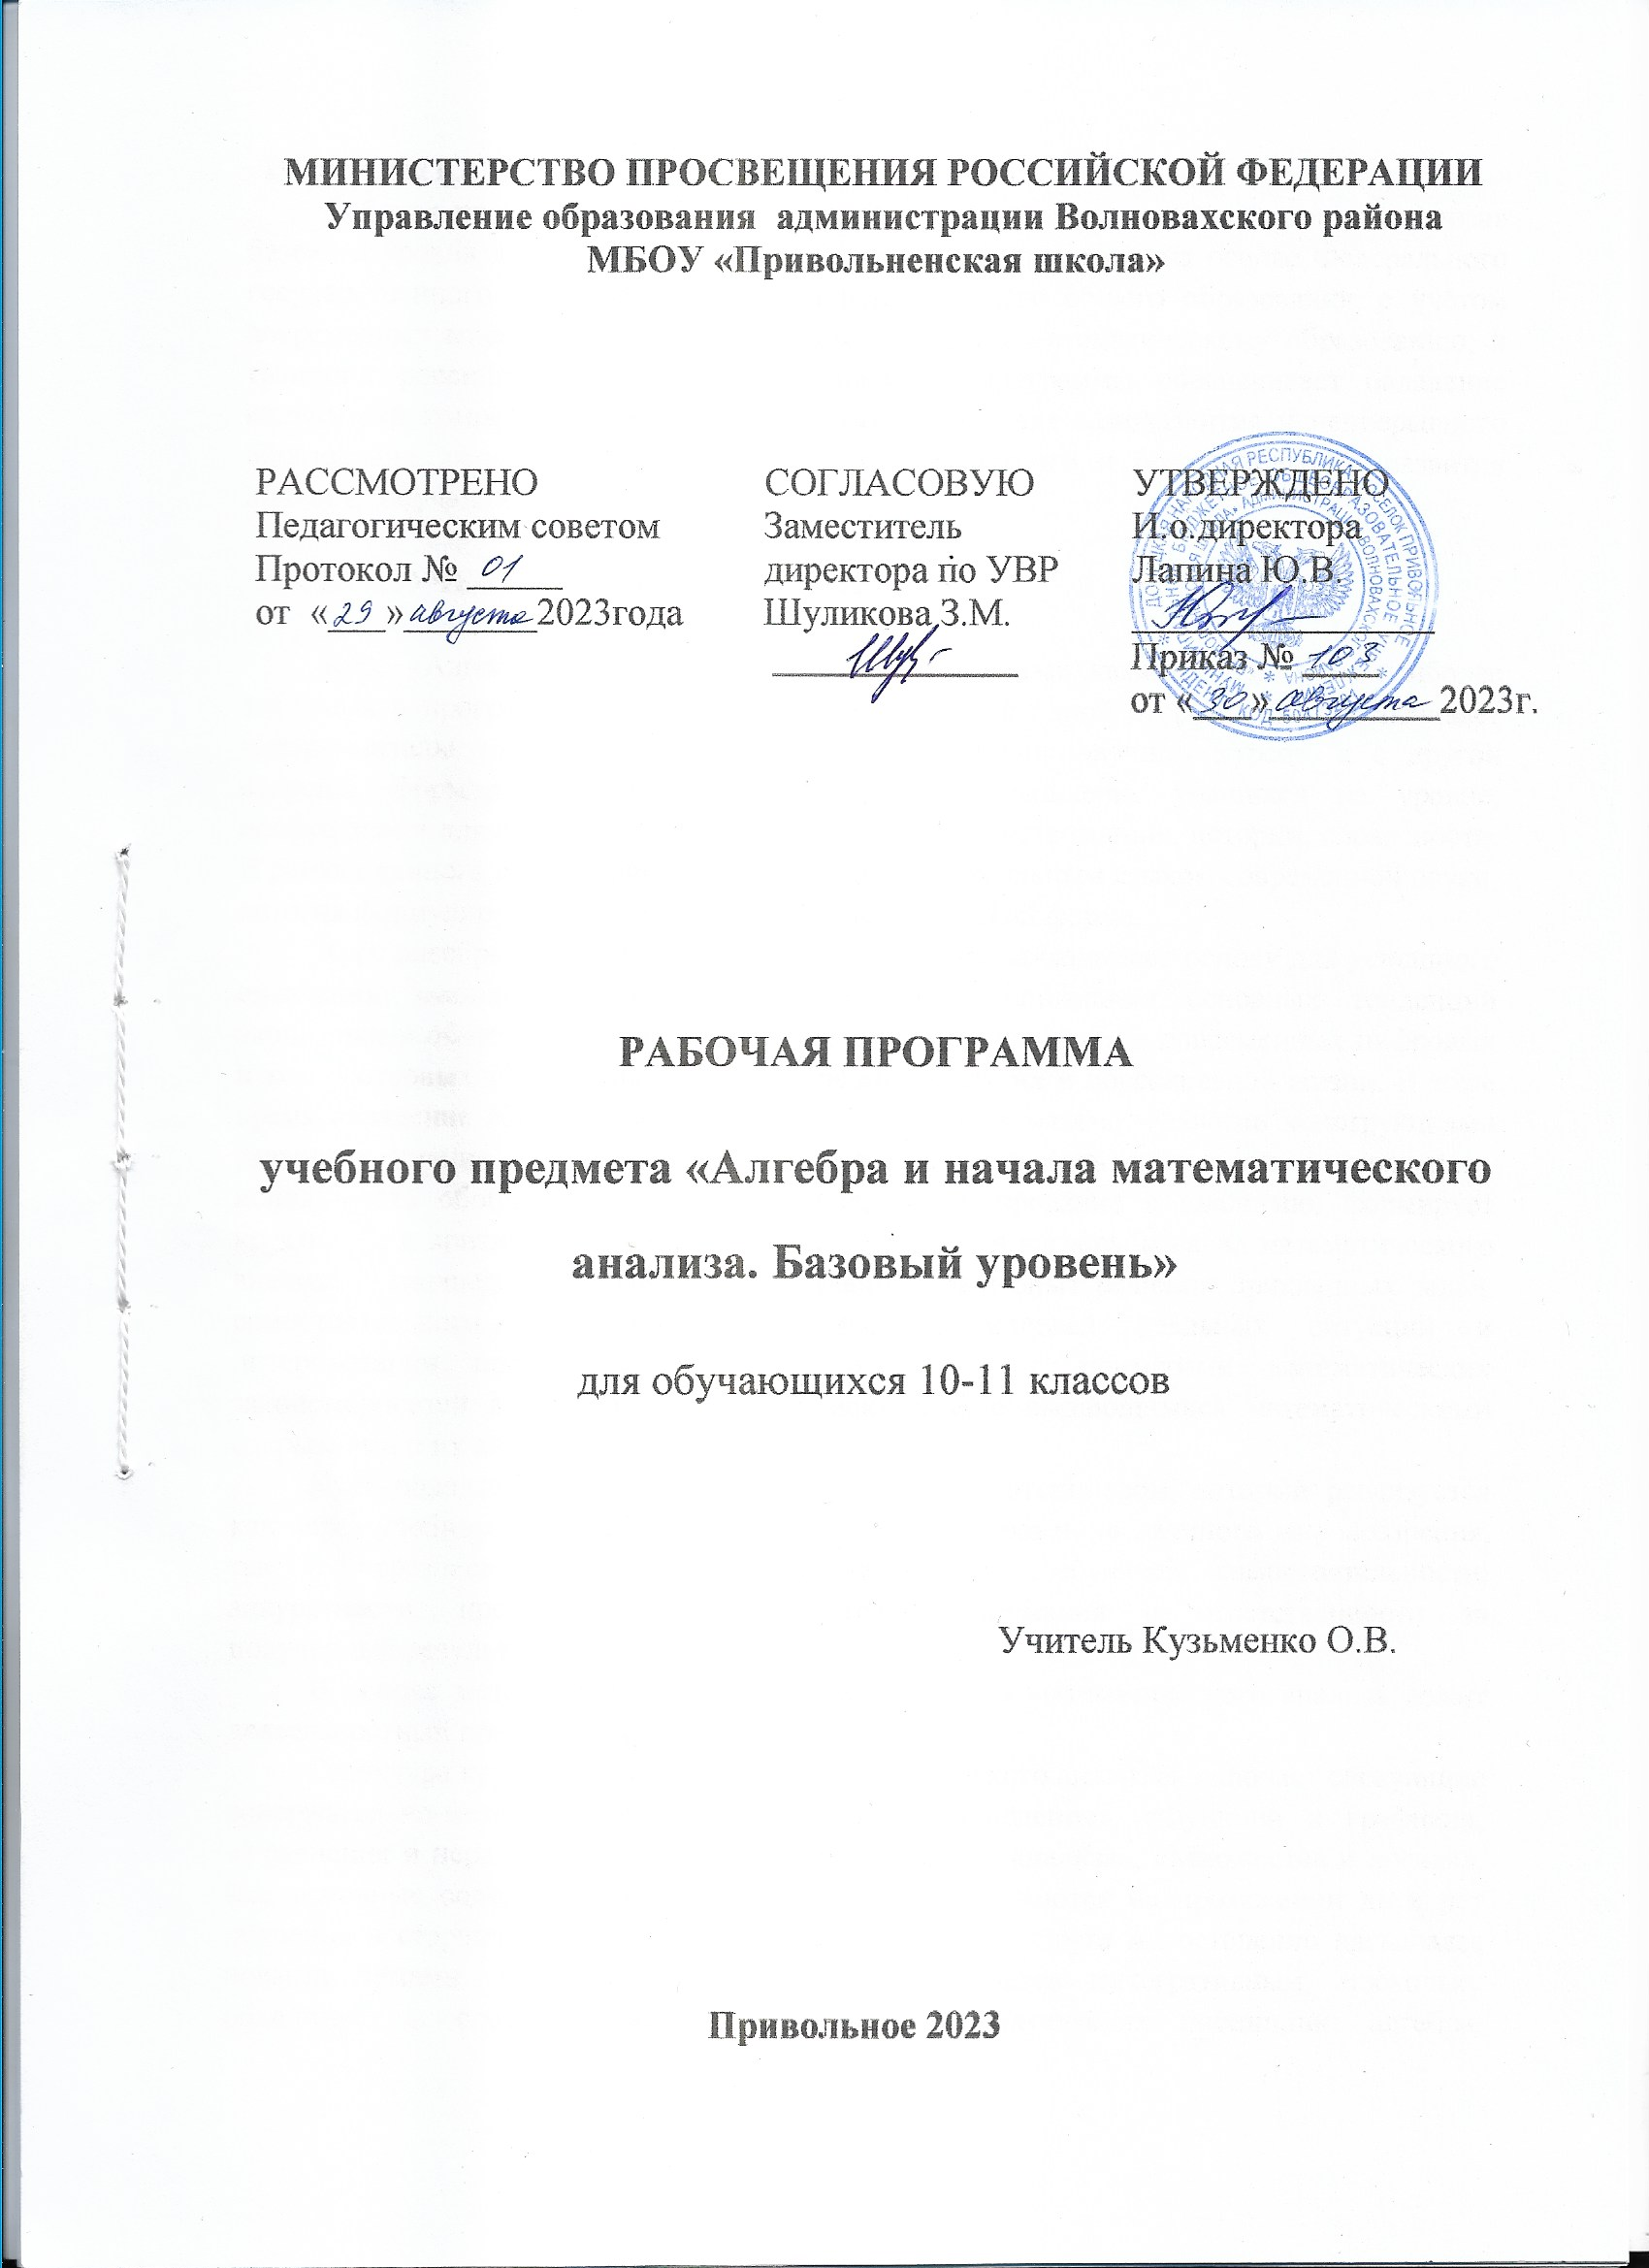 МИНИСТЕРСТВО ПРОСВЕЩЕНИЯ РОССИЙСКОЙ ФЕДЕРАЦИИ
Управление образования администрации Волновахского района
МБОУ «Привольненская школа»
РАССМОТРЕНО
Педагогическим советом
Протокол № 01
от «29» августа 2023года
СОГЛАСОВУЮ
Заместитель
директора по УВР
Шуликова З.М.
УТВЕРЖДЕНО
И.о.директора
Лапина Ю.В.
Приказ № 103
от «30» августа 2023г.
РАБОЧАЯ ПРОГРАММА
учебного предмета «Алгебра и начала математического
анализа. Базовый уровень»
для обучающихся 10-11 классов
Учитель Кузьменко О.В.
Привольное 2023